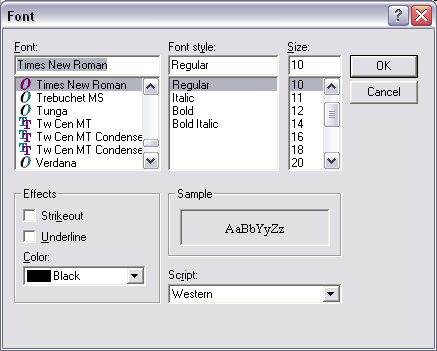 Font
Font: Font style: Size:
Times New Roman Regular 10 OK
Times New Roman Regular 10 Cancel
Trebuchet MS Italic 11
Tunga Bold 12
Tw Cen MT Bold Italic 14
Tw Cen MT Condense 16
Tw Cen MT Condense 18
Verdana 20
Effects Sample
Strikeout
Underline AaBbYyZz
Color:
Black Script:
Western